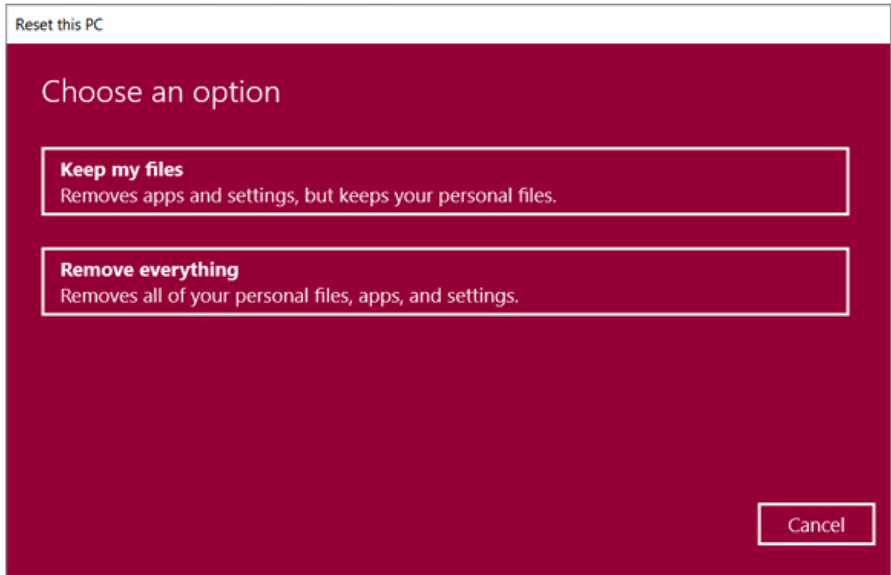 Reset this PC
Choose an option
Keep my files
Removes apps and settings, but keeps your personal files.
Remove everything
Removes all of your personal files, apps, and settings.
Cancel